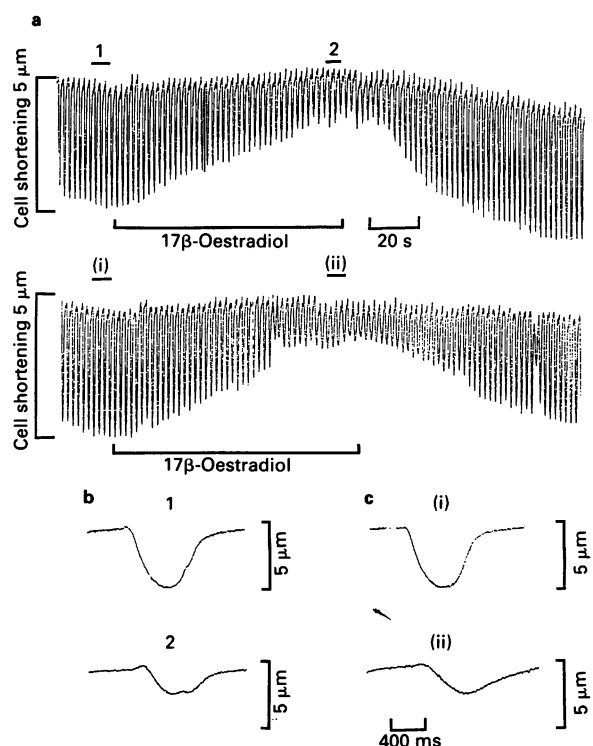 a
1
2
Cell shortening 5 μm
17β-Oestradiol
20 s
(i)
(ii)
Cell shortening 5 μm
17β-Oestradiol
b
1
c
(i)
5 μm
5 μm
2
(ii)
5 μm
5 μm
400 ms